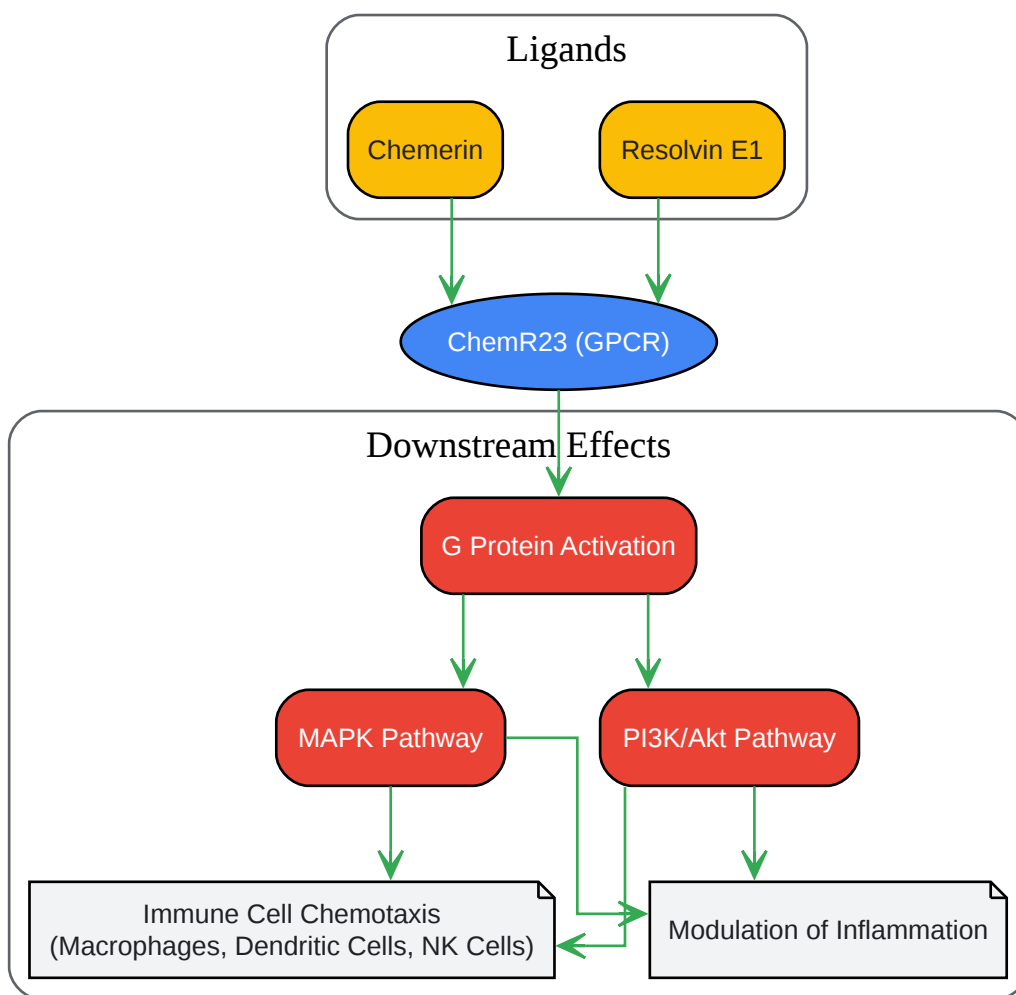 Ligands
Chemerin
Resolvin E1
ChemR23 (GPCR)
Downstream Effects
G Protein Activation
MAPK Pathway
PI3K/Akt Pathway
Immune Cell Chemotaxis
(Macrophages, Dendritic Cells, NK Cells)
Modulation of Inflammation